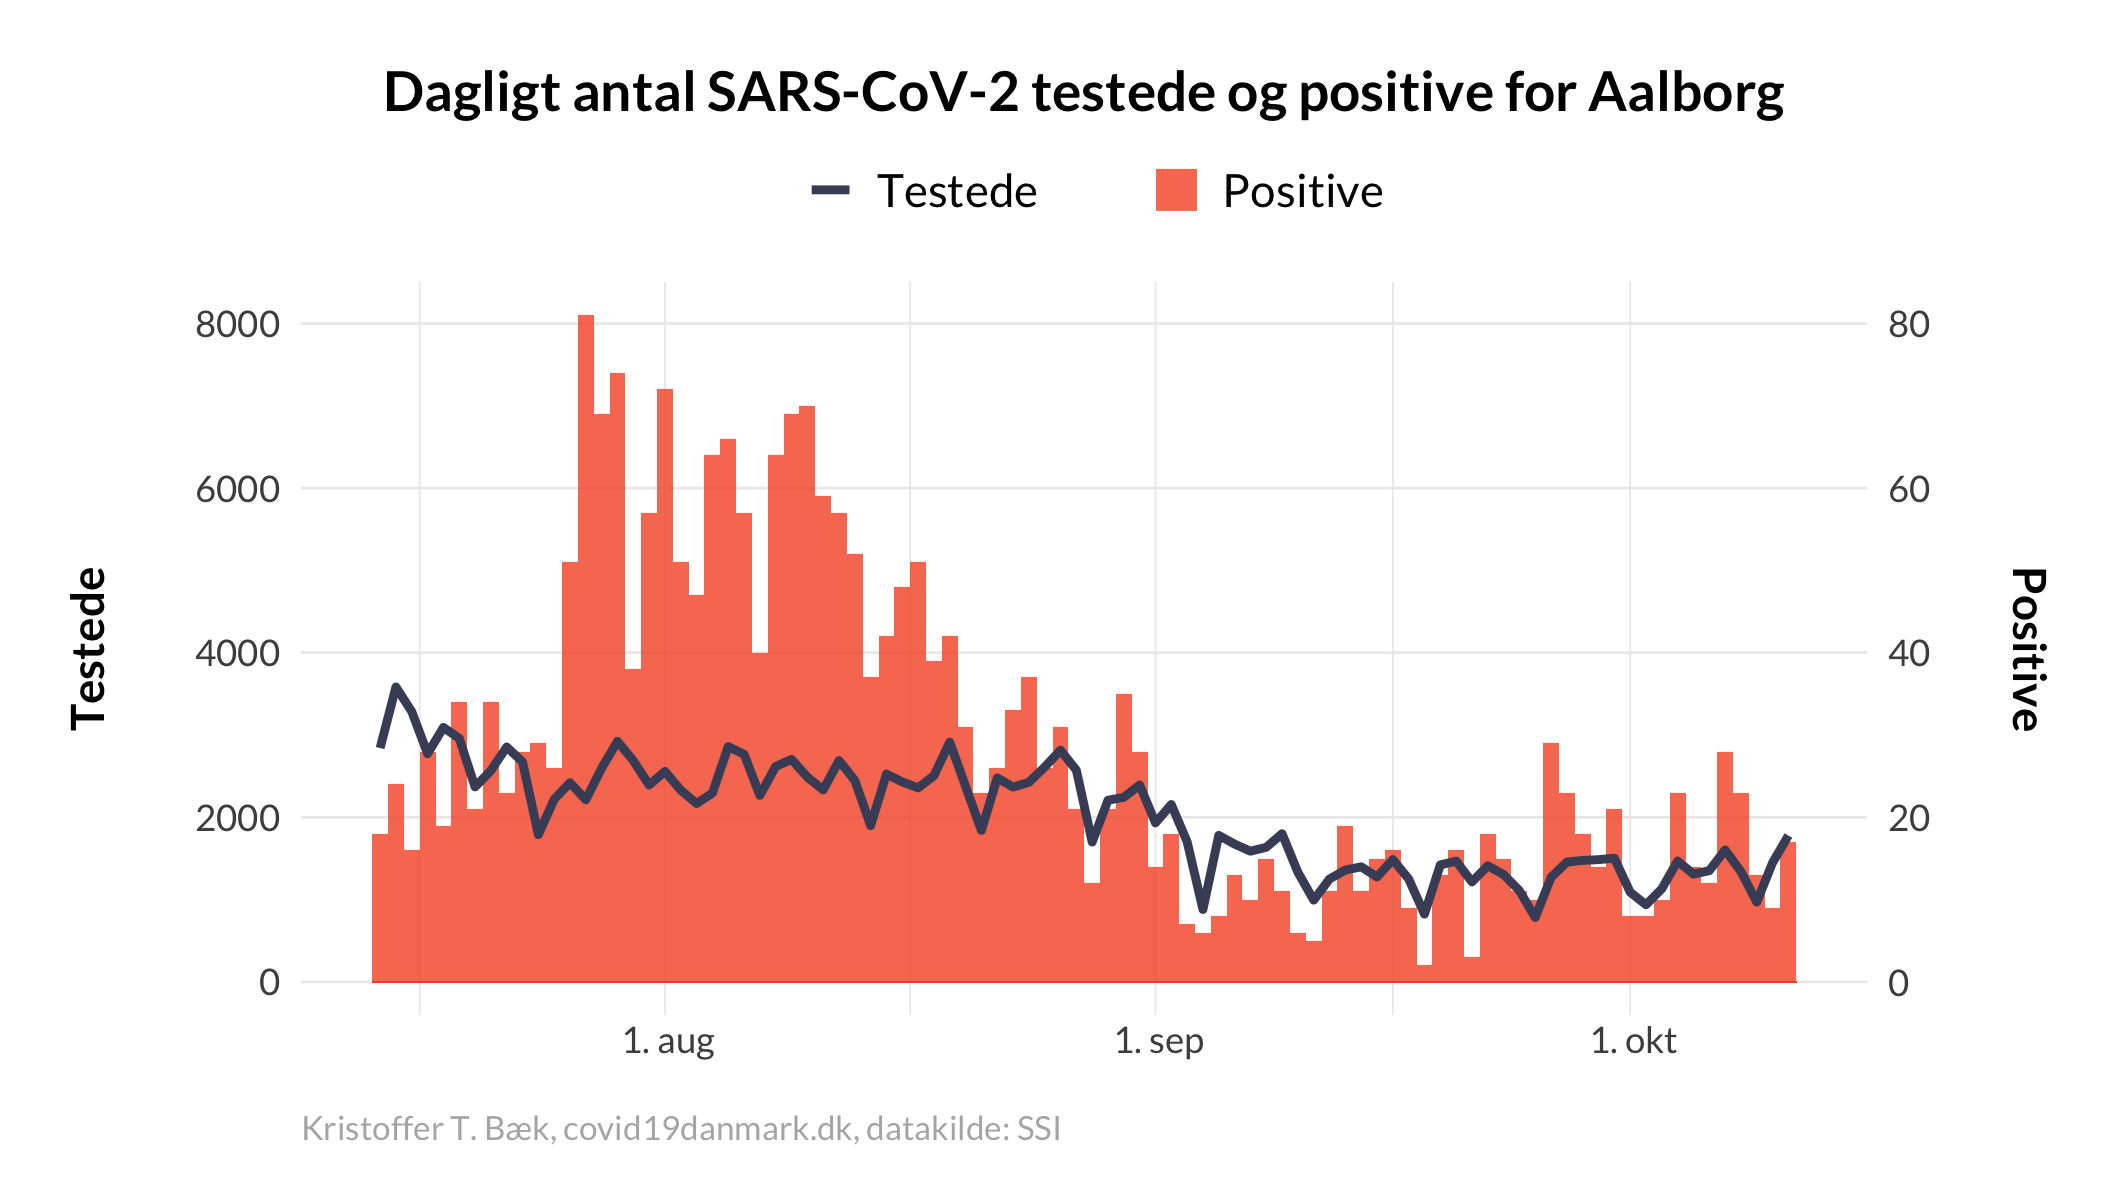 Dagligt antal SARS-CoV-2 testede og positive for Aalborg
Testede
Positive
8000
6000
4000
2000
0
Testede
80
60
40
20
0
Positive
1. aug
1. sep
1. okt
Kristoffer T. Bæk, covid19danmark.dk, datakilde: SSI